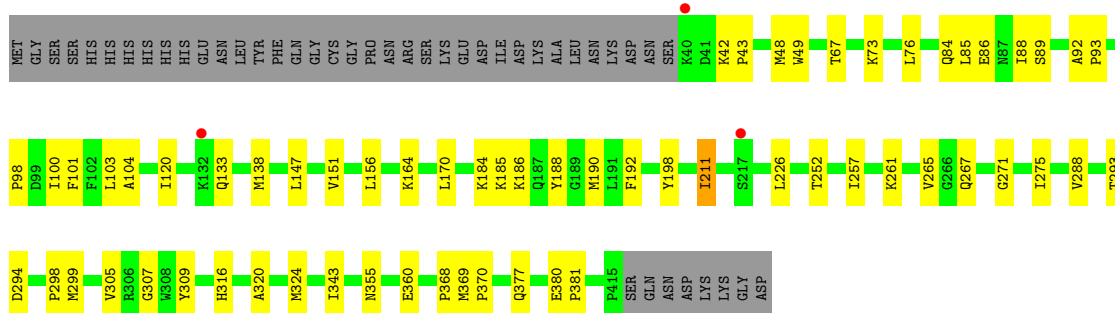 MET GLY SER SER HIS HIS HIS HIS HIS HIS GLU ASN LEU TYR PHE GLN GLY CYS GLY PRO ASN ARG SER LYS GLU ASP ILE ASP LYS ALA LEU ASN LYS ASP ASN SER K40 D41 K42 P43 M48 W49 T67 K73 L76 Q84 L85 E86 N87 I88 S89 A92 P93
P98 D99 I100 F101 F102 L103 A104 I120 K132 Q133 M138 L147 V151 L156 K164 L170 K184 K185 K186 Q187 Y188 G189 M190 L191 F192 Y198 I211 S217 L226 T252 I257 K261 V265 G266 Q267 G271 I275 V288 T293
D294 P298 M299 V305 R306 G307 W308 Y309 H316 A320 M324 I343 N355 E360 P368 M369 P370 Q377 E380 P381 P415 SER GLN ASN ASP LYS LYS GLY ASP